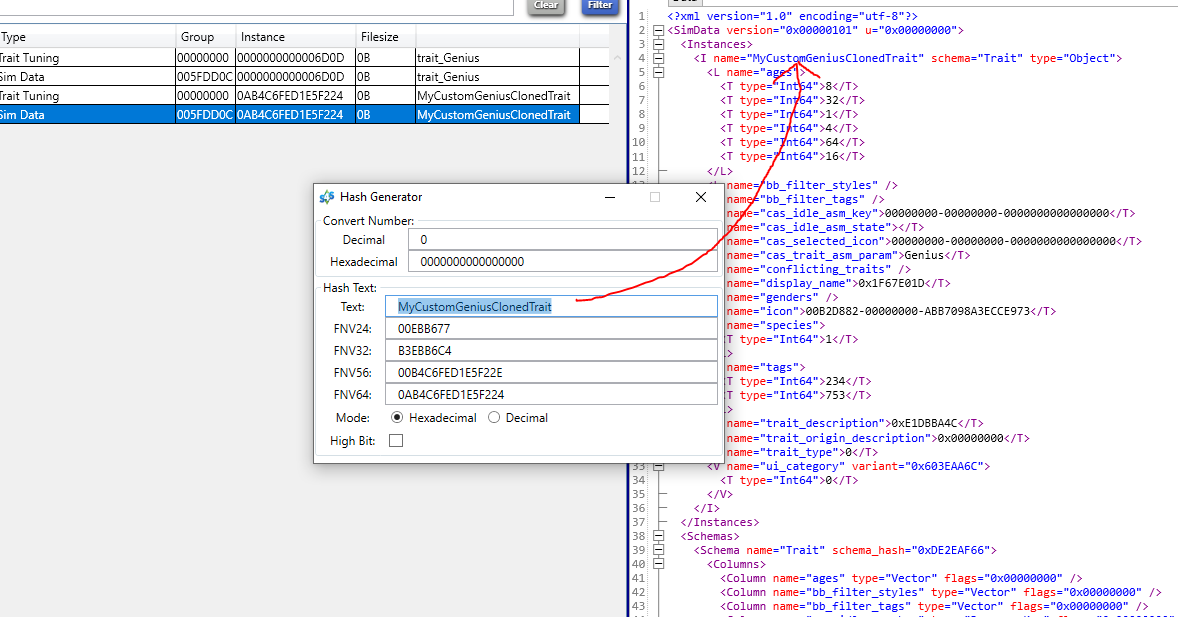 Clear
Filter
Type Group Instance Filesize
Trait Tuning 00000000 0000000000006D0D 0B trait_Genius
Sim Data 005FDD0C 0000000000006D0D 0B trait_Genius
Trait Tuning 00000000 0AB4C6FED1E5F224 0B MyCustomGeniusClonedTrait
Sim Data 005FDD0C 0AB4C6FED1E5F224 0B MyCustomGeniusClonedTrait
Hash Generator
Convert Number:
Decimal 0
Hexadecimal 0000000000000000
Hash Text:
Text: MyCustomGeniusClonedTrait
FNV24: 00EBB677
FNV32: B3EBB6C4
FNV56: 00B4C6FED1E5F22E
FNV64: 0AB4C6FED1E5F224
Mode: Hexadecimal Decimal
High Bit:
1 <?xml version="1.0" encoding="utf-8"?>
2 <SimData version="0x00000101" u="0x00000000">
3 <Instances>
4 <I name="MyCustomGeniusClonedTrait" schema="Trait" type="Object">
5 <L name="ages">
6 <T type="Int64">8</T>
7 <T type="Int64">32</T>
8 <T type="Int64">1</T>
9 <T type="Int64">4</T>
10 <T type="Int64">64</T>
11 <T type="Int64">16</T>
12 </L>
name="bb_filter_styles" />
name="bb_filter_tags" />
name="cas_idle_asm_key">00000000-00000000-0000000000000000</T>
name="cas_idle_asm_state"></T>
name="cas_selected_icon">00000000-00000000-0000000000000000</T>
name="cas_trait_asm_param">Genius</T>
name="conflicting_traits" />
name="display_name">0x1F67E01D</T>
name="genders" />
name="icon">00B2D882-00000000-ABB7098A3ECCE973</T>
name="species">
T type="Int64">1</T>
>
name="tags">
T type="Int64">234</T>
T type="Int64">753</T>
>
name="trait_description">0xE1DBBA4C</T>
name="trait_origin_description">0x00000000</T>
name="trait_type">0</T>
33 <V name="ui_category" variant="0x603EAA6C">
34 <T type="Int64">0</T>
35 </V>
36 </I>
37 </Instances>
38 <Schemas>
39 <Schema name="Trait" schema_hash="0xDE2EAF66">
40 <Columns>
41 <Column name="ages" type="Vector" flags="0x00000000" />
42 <Column name="bb_filter_styles" type="Vector" flags="0x00000000" />
43 <Column name="bb_filter_tags" type="Vector" flags="0x00000000" />